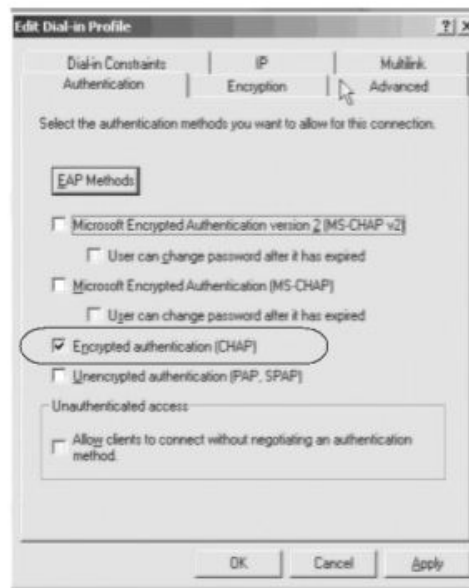 Edit Dial-in Profile
Dial-in Constraints IP Multilink
Authentication Encryption Advanced
Select the authentication methods you want to allow for this connection.
EAP Methods
Microsoft Encrypted Authentication version 2 (MS-CHAP v2)
User can change password after it has expired
Microsoft Encrypted Authentication (MS-CHAP)
User can change password after it has expired
Encrypted authentication (CHAP)
Unencrypted authentication (PAP, SPAP)
Unauthenticated access
Allow clients to connect without negotiating an authentication
method.
OK Cancel Apply